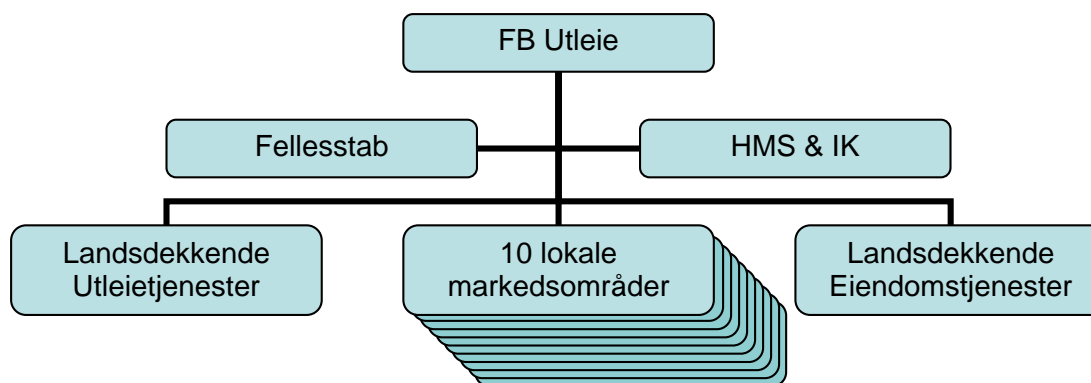 FB Utleie
Fellesstab
HMS & IK
Landsdekkende
Utleietjenester
10 lokale
markedsområder
Landsdekkende
Eiendomstjenester